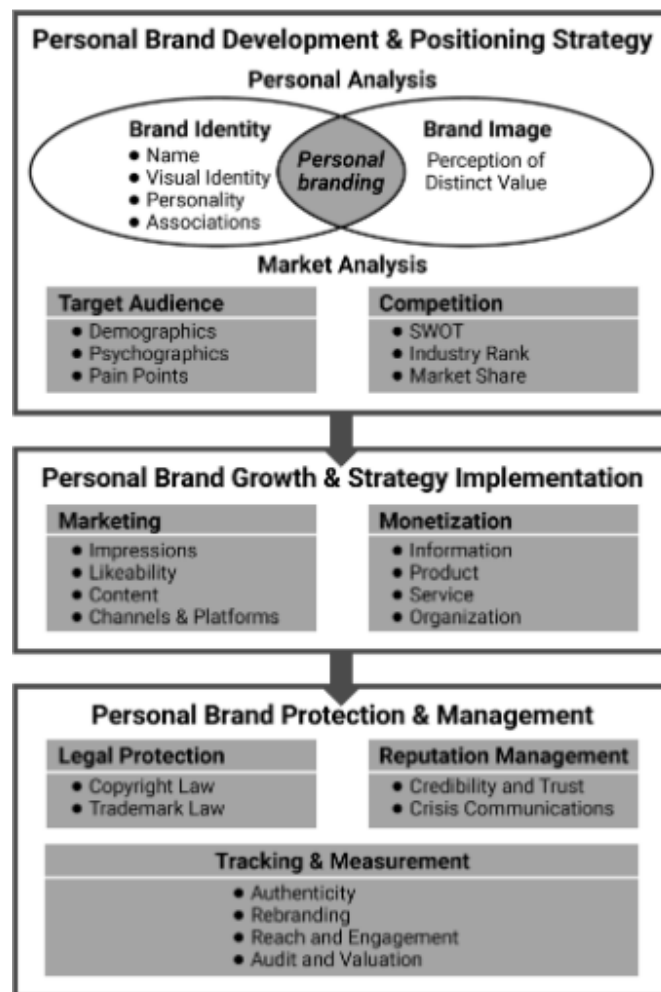 Personal Brand Development & Positioning Strategy
Personal Analysis
Brand Identity
● Name
● Visual Identity
● Personality
● Associations
Personal
branding
Brand Image
Perception of
Distinct Value
Market Analysis
Target Audience
● Demographics
● Psychographics
● Pain Points
Competition
● SWOT
● Industry Rank
● Market Share
Personal Brand Growth & Strategy Implementation
Marketing
● Impressions
● Likeability
● Content
● Channels & Platforms
Monetization
● Information
● Product
● Service
● Organization
Personal Brand Protection & Management
Legal Protection
● Copyright Law
● Trademark Law
Reputation Management
● Credibility and Trust
● Crisis Communications
Tracking & Measurement
● Authenticity
● Rebranding
● Reach and Engagement
● Audit and Valuation